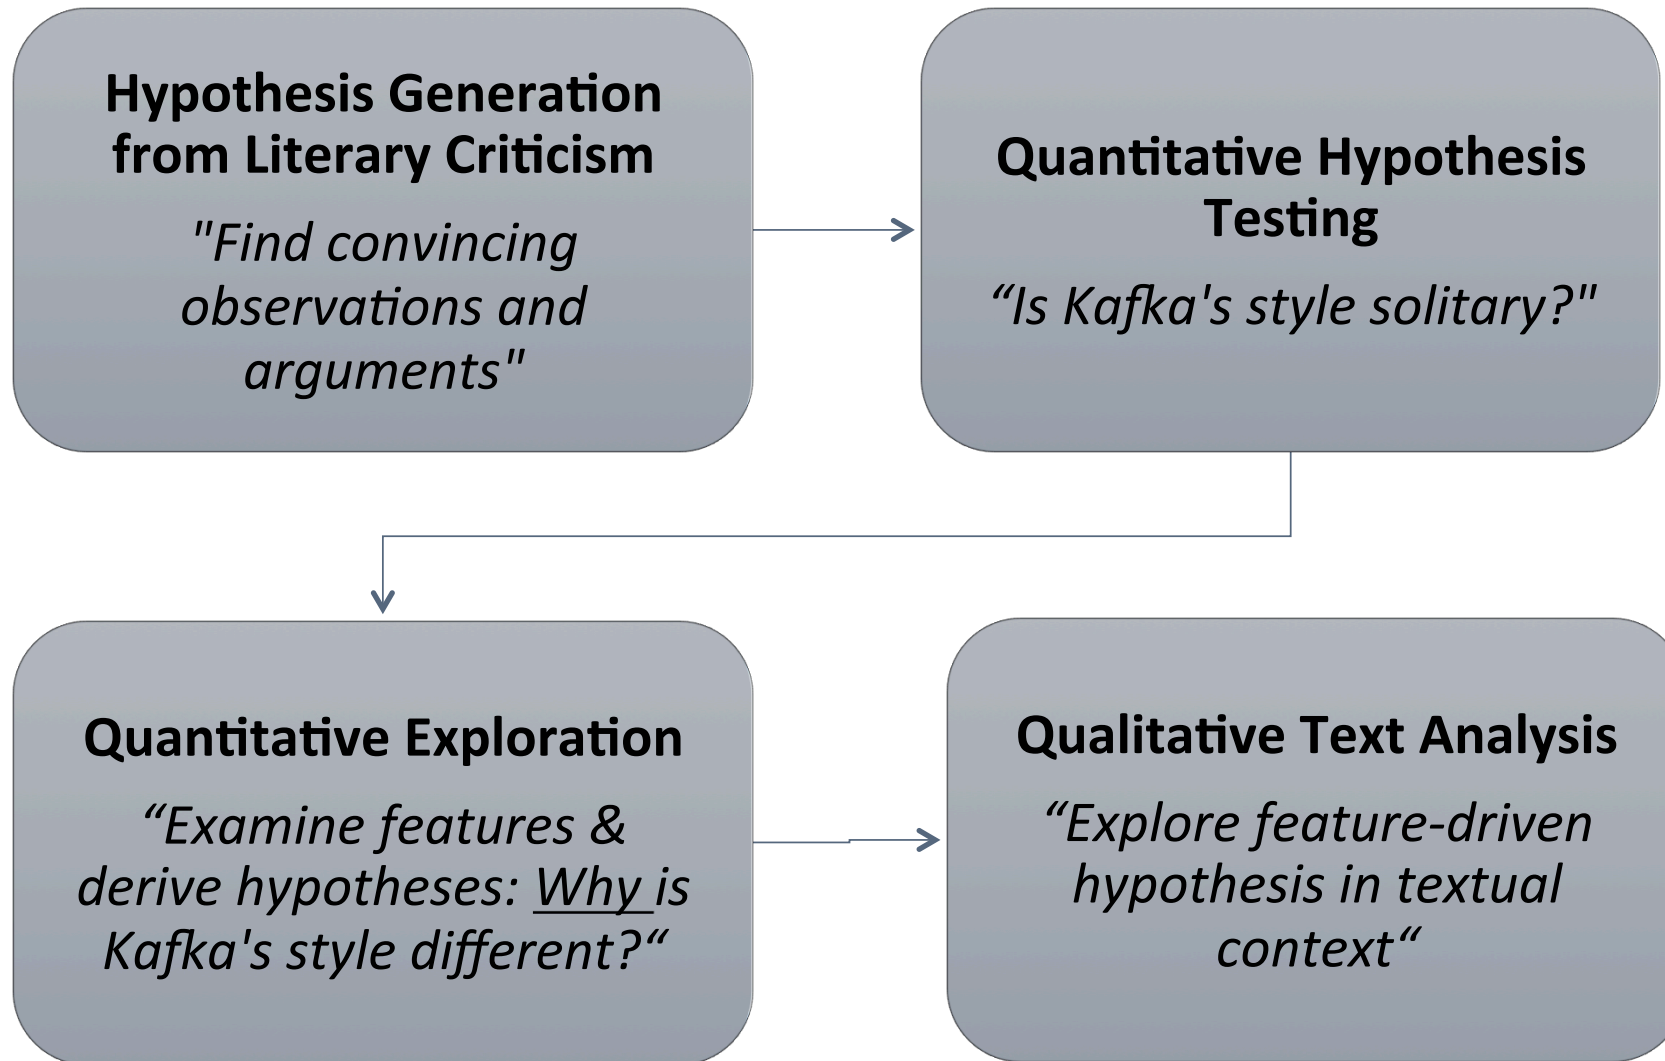 Hypothesis Generation
from Literary Criticism
"Find convincing
observations and
arguments"
Quantitative Hypothesis
Testing
“Is Kafka's style solitary?"
Quantitative Exploration
“Examine features &
derive hypotheses: Why is
Kafka's style different?“
Qualitative Text Analysis
“Explore feature-driven
hypothesis in textual
context“